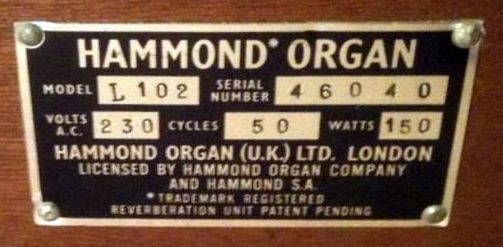 HAMMOND* ORGAN
MODEL L102 SERIAL NUMBER 46040
VOLTS A.C. 230 CYCLES 50 WATTS 150
HAMMOND ORGAN (U.K.) LTD. LONDON
LICENSED BY HAMMOND ORGAN COMPANY
AND HAMMOND S.A.
*TRADEMARK REGISTERED
REVERBERATION UNIT PATENT PENDING